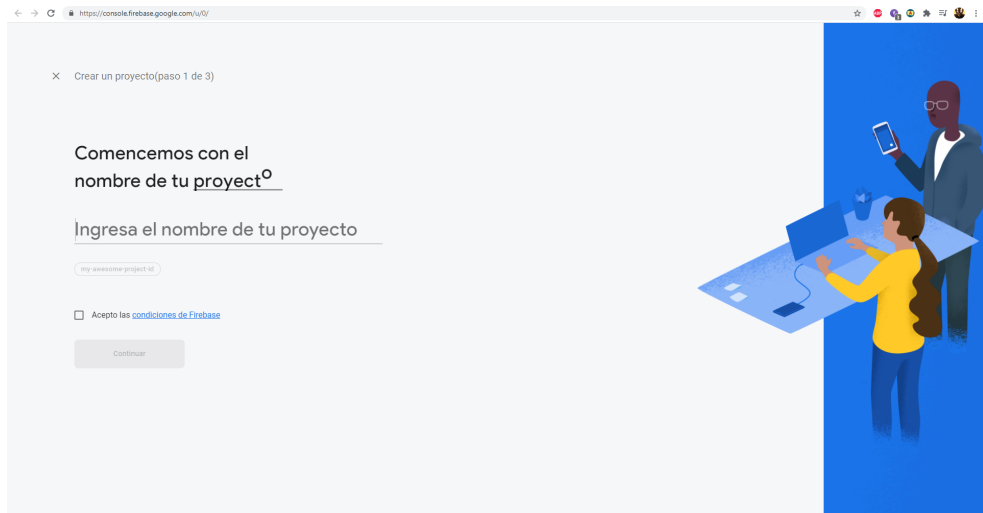 https://console.firebase.google.com/u/0/
Crear un proyecto(paso 1 de 3)
Comencemos con el
nombre de tu proyecto
Ingresa el nombre de tu proyecto
my-awesome-project-id
Acepto las condiciones de Firebase
Continuar